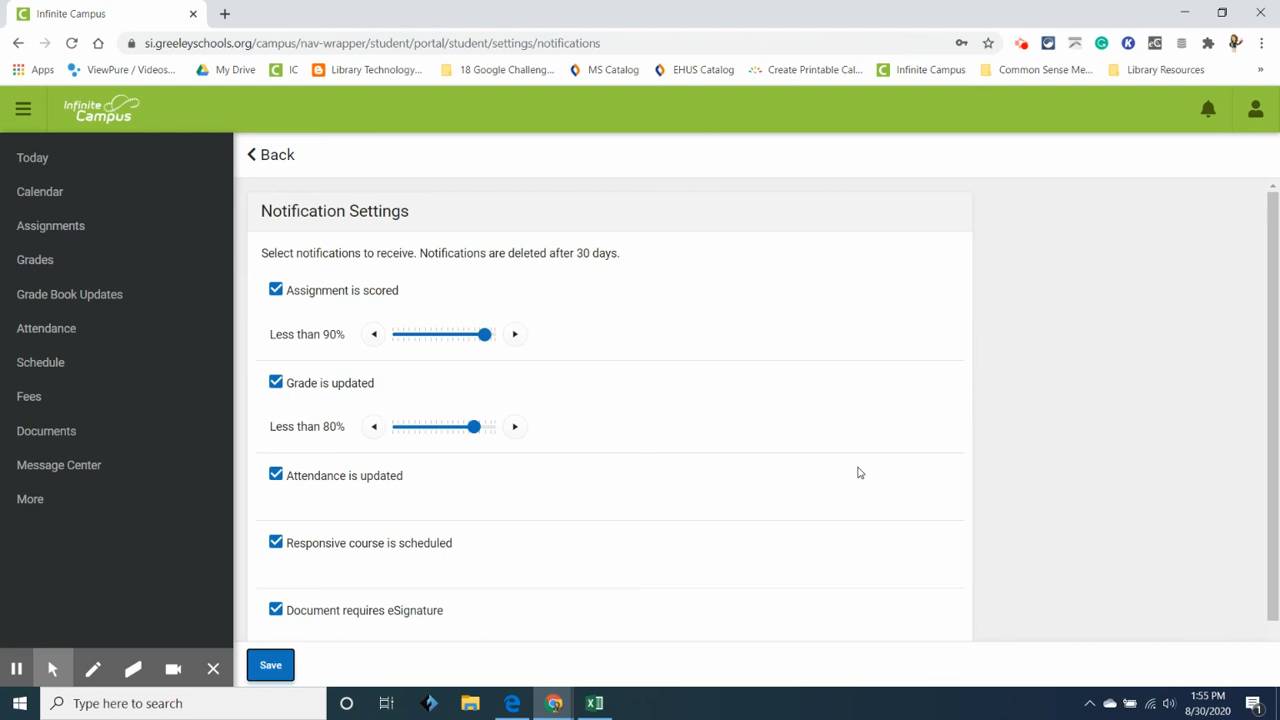 Infinite Campus
si.greeleyschools.org/campus/nav-wrapper/student/portal/student/settings/notifications
Apps
ViewPure / Videos...
My Drive
IC
Library Technology...
18 Google Challeng...
MS Catalog
EHUS Catalog
Create Printable Cal...
Infinite Campus
Common Sense Me...
Library Resources
»
Infinite
Campus
Today
Calendar
Assignments
Grades
Grade Book Updates
Attendance
Schedule
Fees
Documents
Message Center
More
Back
Notification Settings
Select notifications to receive. Notifications are deleted after 30 days.
Assignment is scored
Less than 90%
Grade is updated
Less than 80%
Attendance is updated
Responsive course is scheduled
Document requires eSignature
Save
Type here to search
1:55 PM
8/30/2020
1